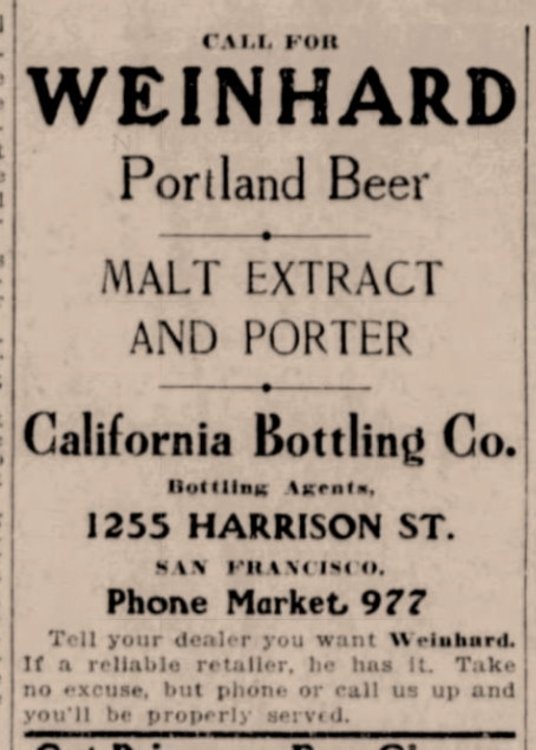 CALL FOR
WEINHARD
Portland Beer
MALT EXTRACT
AND PORTER
California Bottling Co.
Bottling Agents,
1255 HARRISON ST.
SAN FRANCISCO.
Phone Market 977
Tell your dealer you want Weinhard.
If a reliable retailer, he has it. Take
no excuse, but phone or call us up and
you'll be properly served.